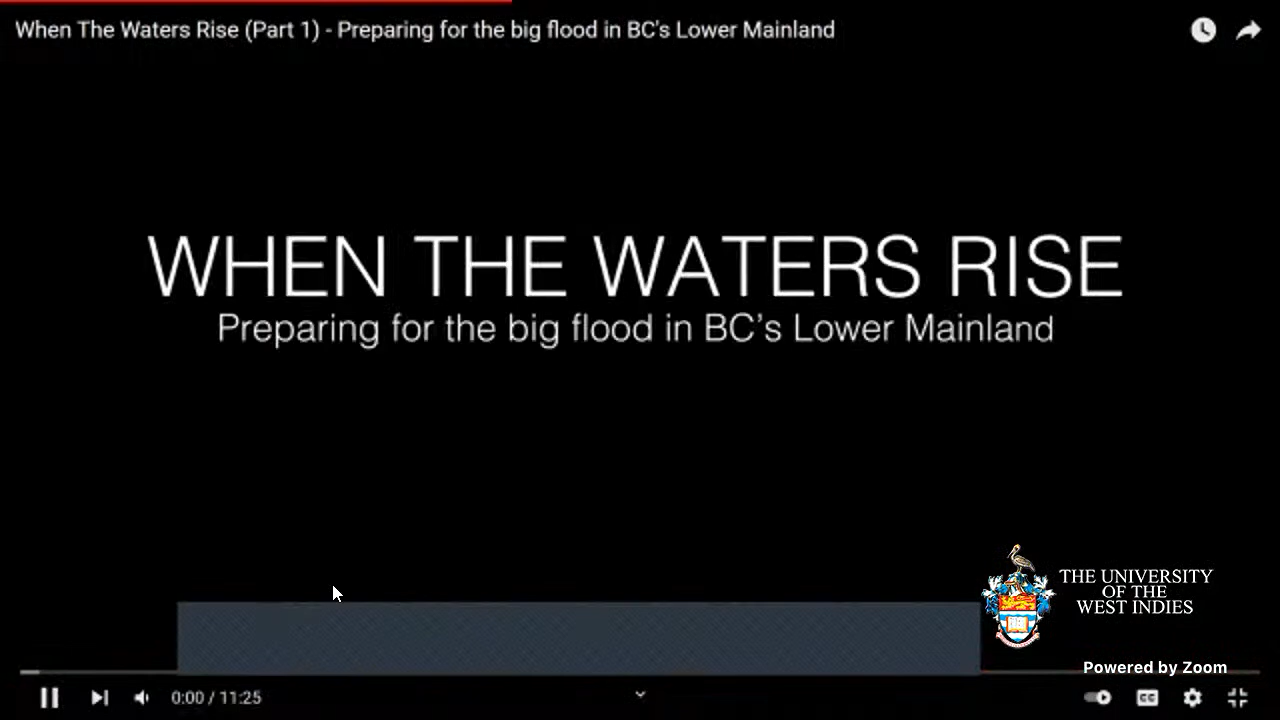 When The Waters Rise (Part 1) - Preparing for the big flood in BC's Lower Mainland
WHEN THE WATERS RISE
Preparing for the big flood in BC’s Lower Mainland
THE UNIVERSITY
OF THE
WEST INDIES
Powered by Zoom
0:00 / 11:25
CC